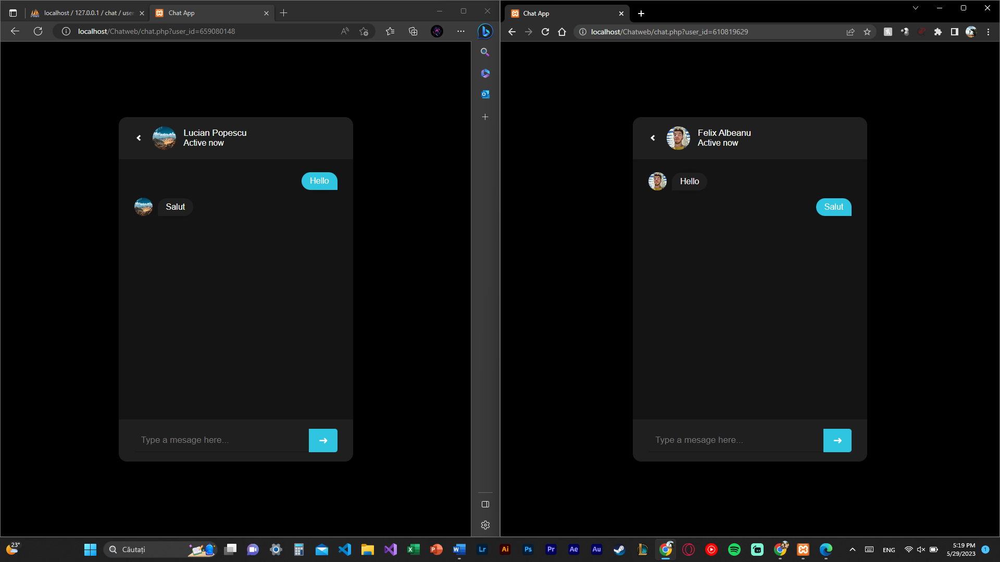 localhost / 127.0.0.1 / chat / user
Chat App
localhost/Chatweb/chat.php?user_id=659080148
Lucian Popescu
Active now
Hello
Salut
Type a mesage here...
Chat App
localhost/Chatweb/chat.php?user_id=610819629
Felix Albeanu
Active now
Hello
Salut
Type a mesage here...
23°
Căutați
Lr
Ai
Ps
Pr
Ae
Au
ENG
5:19 PM
5/29/2023
1